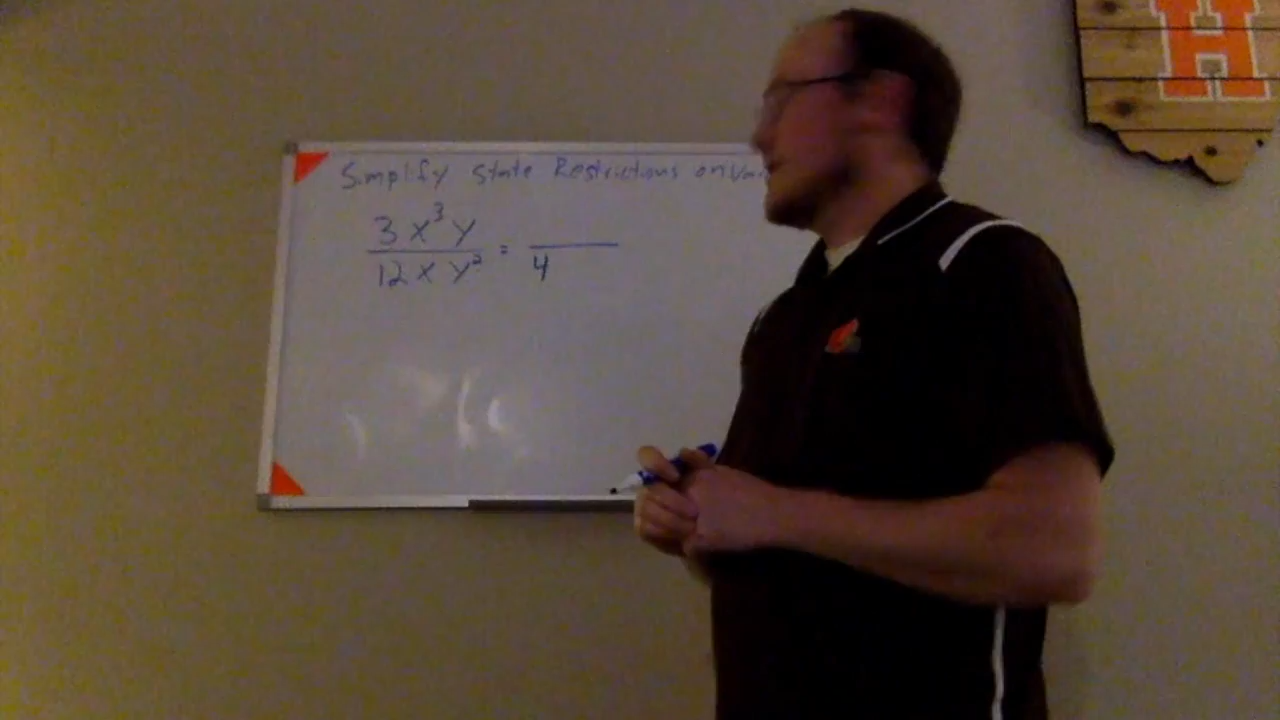 H
Simplify State Restrictions on
3x³y
12xy² = 4